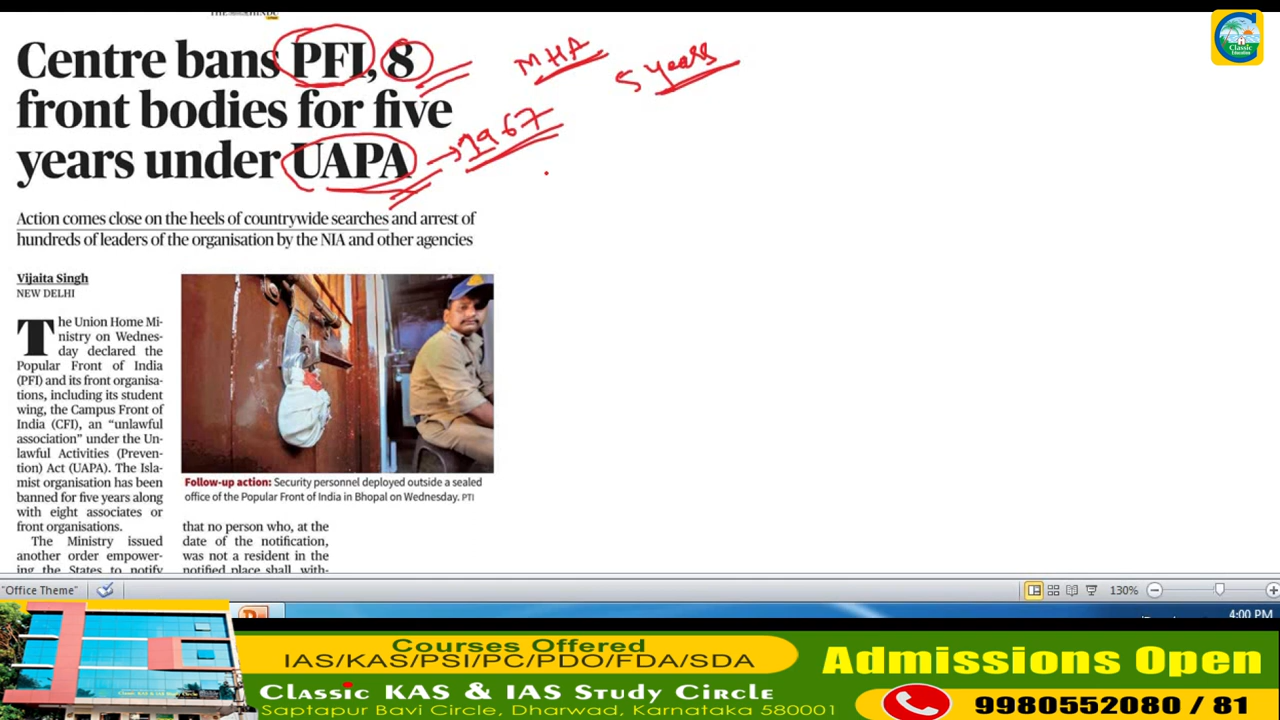 THE HINDU
Centre bans PFI, 8
front bodies for five
years under UAPA
MHA
5 years
1967
Action comes close on the heels of countrywide searches and arrest of
hundreds of leaders of the organisation by the NIA and other agencies
Vijaita Singh
NEW DELHI
The Union Home Mi-
nistry on Wednes-
day declared the
Popular Front of India
(PFI) and its front organisa-
tions, including its student
wing, the Campus Front of
India (CFI), an “unlawful
association” under the Un-
lawful Activities (Preven-
tion) Act (UAPA). The Isla-
mist organisation has been
banned for five years along
with eight associates or
front organisations.
The Ministry issued
another order empower-
ing the States to notify
Follow-up action: Security personnel deployed outside a sealed
office of the Popular Front of India in Bhopal on Wednesday. PTI
that no person who, at the
date of the notification,
was not a resident in the
notified place shall, with-
Classic
Education
"Office Theme"
130%
4:00 PM
Courses Offered
IAS/KAS/PSI/PC/PDO/FDA/SDA
Classic KAS & IAS Study Circle
Saptapur Bavi Circle, Dharwad, Karnataka 580001
Admissions Open
9980552080 / 81